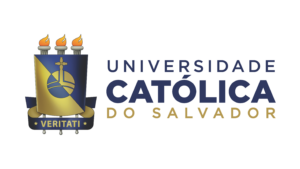 UNIVERSIDADE
CATÓLICA
DO SALVADOR
VERITATI